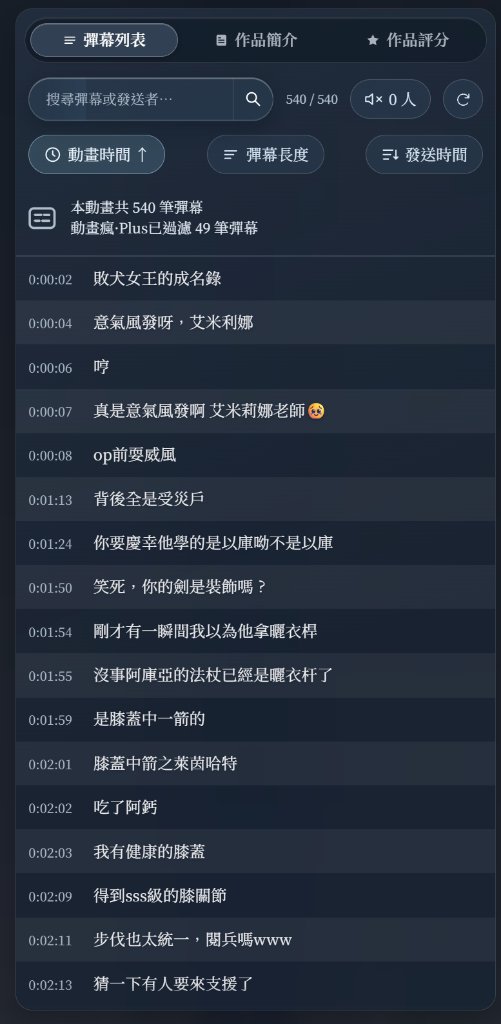 彈幕列表
作品簡介
作品評分
搜尋彈幕或發送者…
540 / 540
0 人
動畫時間 ↑
彈幕長度
發送時間
本動畫共 540 筆彈幕
動畫瘋·Plus已過濾 49 筆彈幕
0:00:02 敗犬女王的成名錄
0:00:04 意氣風發呀，艾米利娜
0:00:06 哼
0:00:07 真是意氣風發啊 艾米莉娜老師🥹
0:00:08 op前耍威風
0:01:13 背後全是受災戶
0:01:24 你要慶幸他學的是以庫呦不是以庫
0:01:50 笑死，你的劍是裝飾嗎？
0:01:54 剛才有一瞬間我以為他拿曬衣桿
0:01:55 沒事阿庫亞的法杖已經是曬衣杆了
0:01:59 是膝蓋中一箭的
0:02:01 膝蓋中箭之萊茵哈特
0:02:02 吃了阿鈣
0:02:03 我有健康的膝蓋
0:02:09 得到sss級的膝關節
0:02:11 步伐也太統一，閱兵嗎www
0:02:13 猜一下有人要來支援了